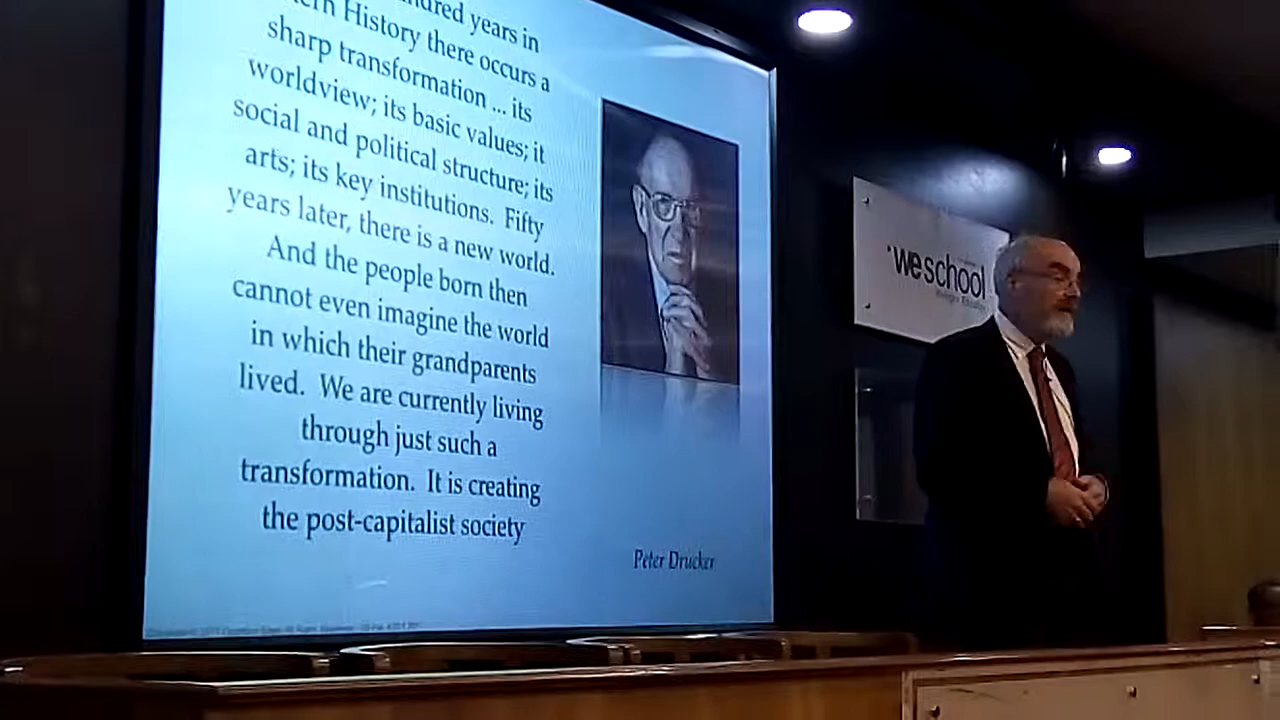 years in
History there occurs a
sharp transformation ... its
worldview; its basic values; it
social and political structure; its
arts; its key institutions. Fifty
years later, there is a new world.
And the people born then
cannot even imagine the world
in which their grandparents
lived. We are currently living
through just such a
transformation. It is creating
the post-capitalist society
Peter Drucker
weschool